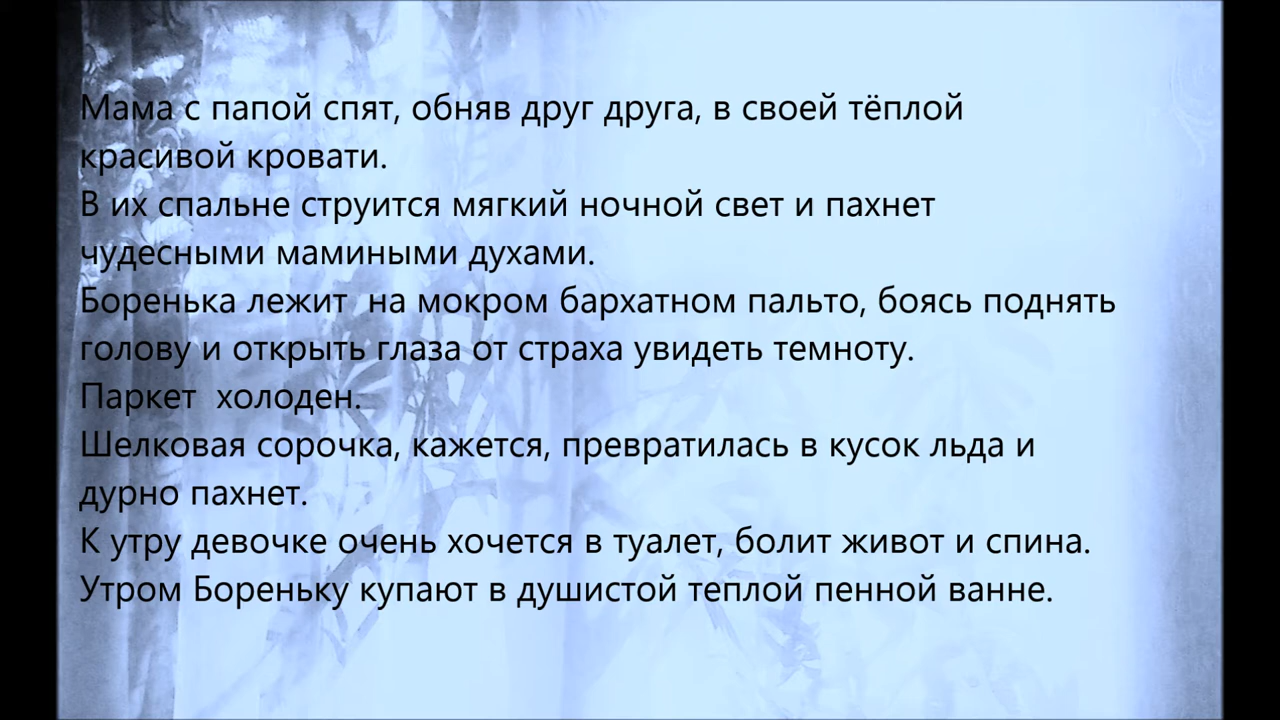 Мама с папой спят, обняв друг друга, в своей тёплой
красивой кровати.
В их спальне струится мягкий ночной свет и пахнет
чудесными мамиными духами.
Боренька лежит  на мокром бархатном пальто, боясь поднять
голову и открыть глаза от страха увидеть темноту.
Паркет  холоден.
Шелковая сорочка, кажется, превратилась в кусок льда и
дурно пахнет.
К утру девочке очень хочется в туалет, болит живот и спина.
Утром Бореньку купают в душистой теплой пенной ванне.